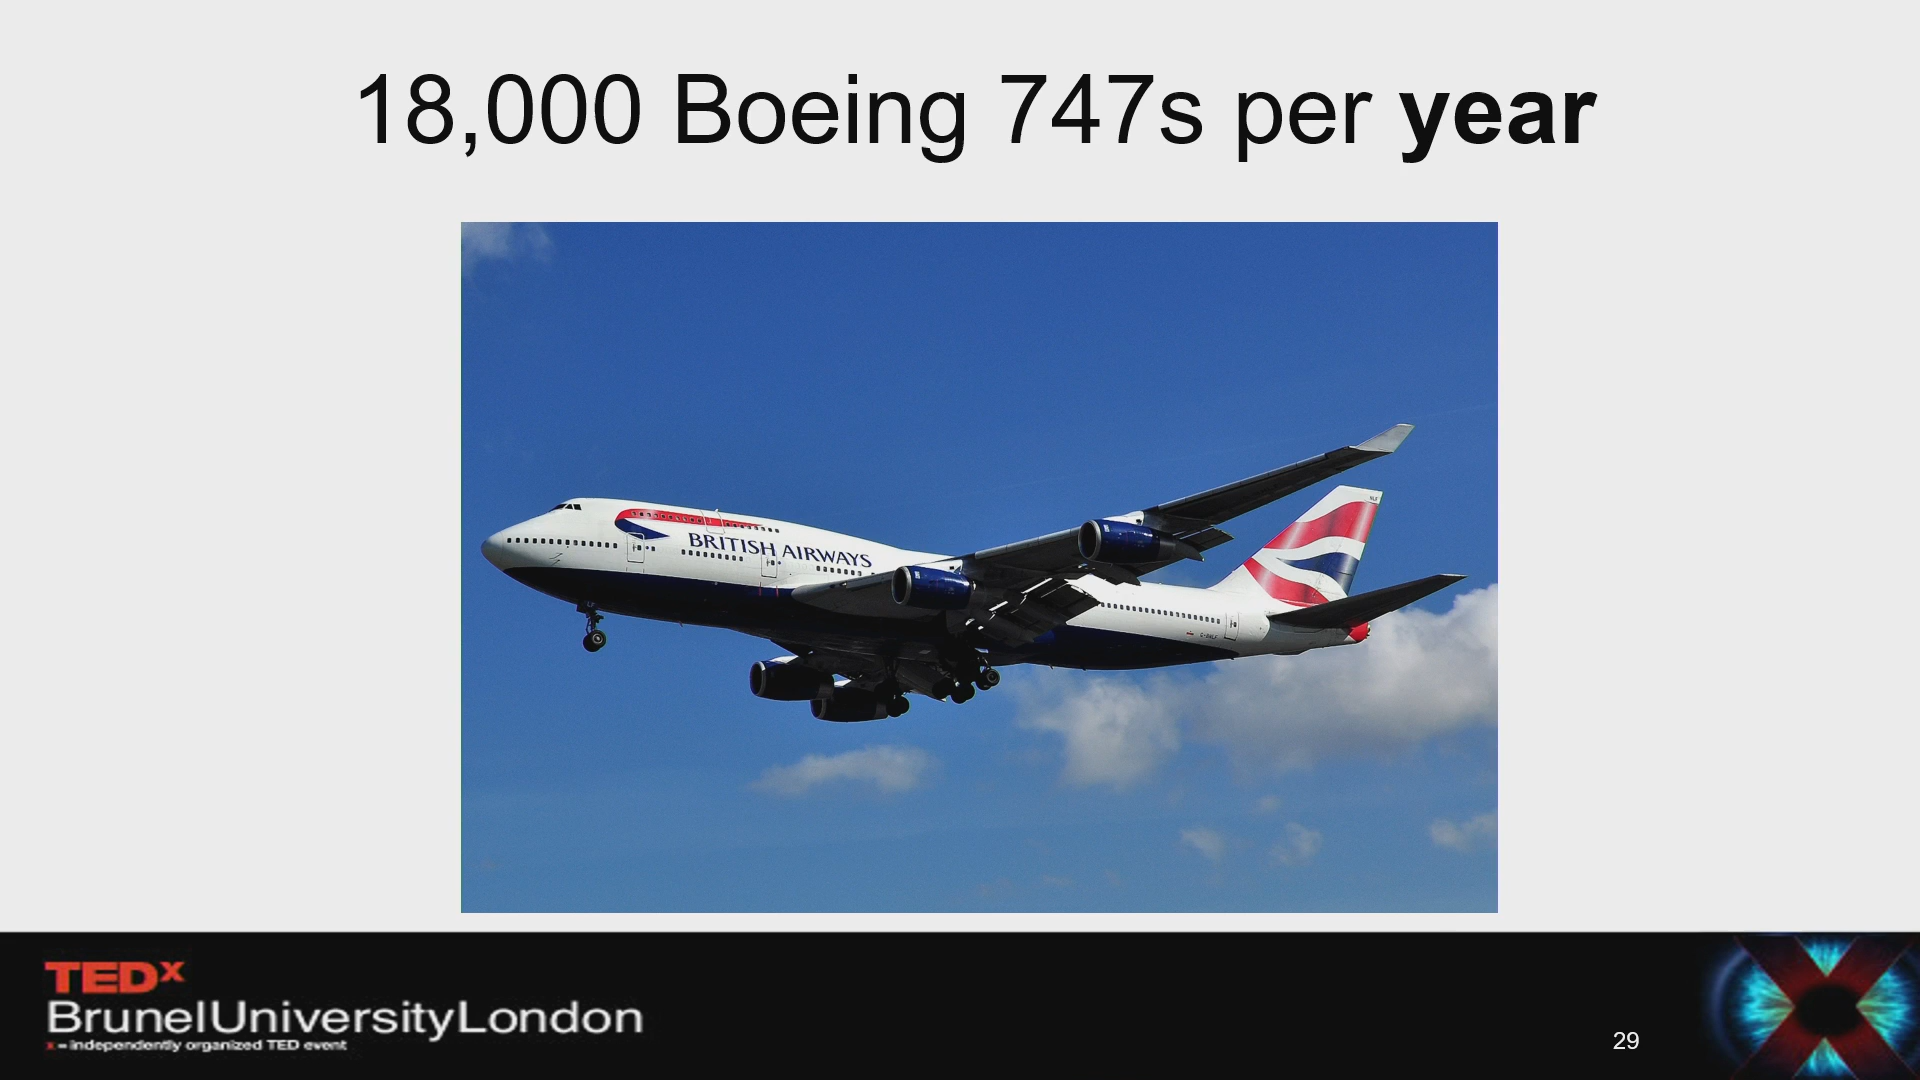 18,000 Boeing 747s per year
BRITISH AIRWAYS
TEDx
BrunelUniversityLondon
x = independently organized TED event
29